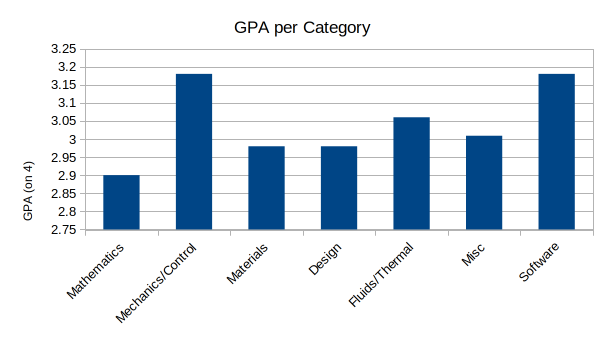 GPA per Category
GPA (on 4)
3.25
3.2
3.15
3.1
3.05
3
2.95
2.9
2.85
2.8
2.75
Mathematics
Mechanics/Control
Materials
Design
Fluids/Thermal
Misc
Software